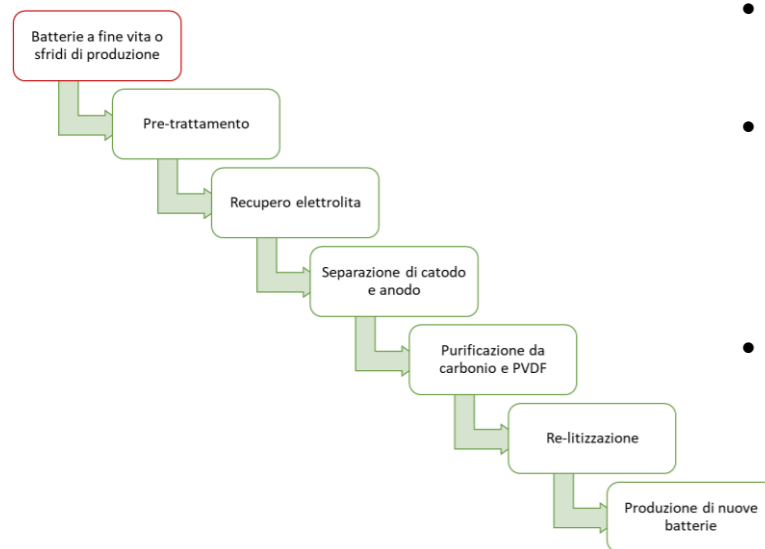 Batterie a fine vita o
sfridi di produzione
Pre-trattamento
Recupero elettrolita
Separazione di catodo
e anodo
Purificazione da
carbonio e PVDF
Re-litizzazione
Produzione di nuove
batterie